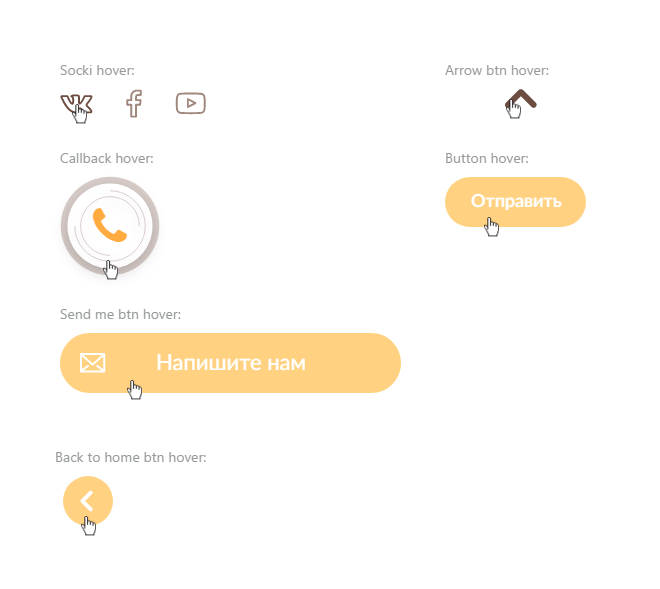 Socki hover:
Arrow btn hover:
Callback hover:
Button hover:
Отправить
Send me btn hover:
Напишите нам
Back to home btn hover: